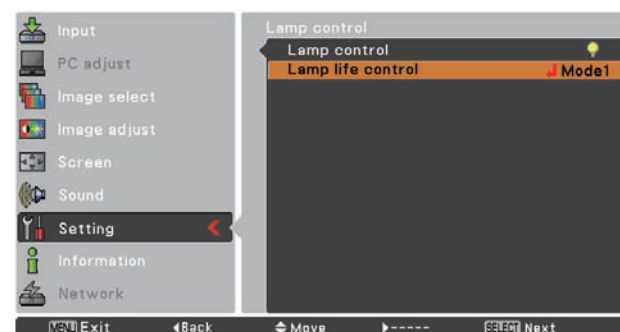 Input
PC adjust
Image select
Image adjust
Screen
Sound
Setting
Information
Network
Lamp control
Lamp control
Lamp life control Mode1
MENU Exit Back Move ----- SELECT Next